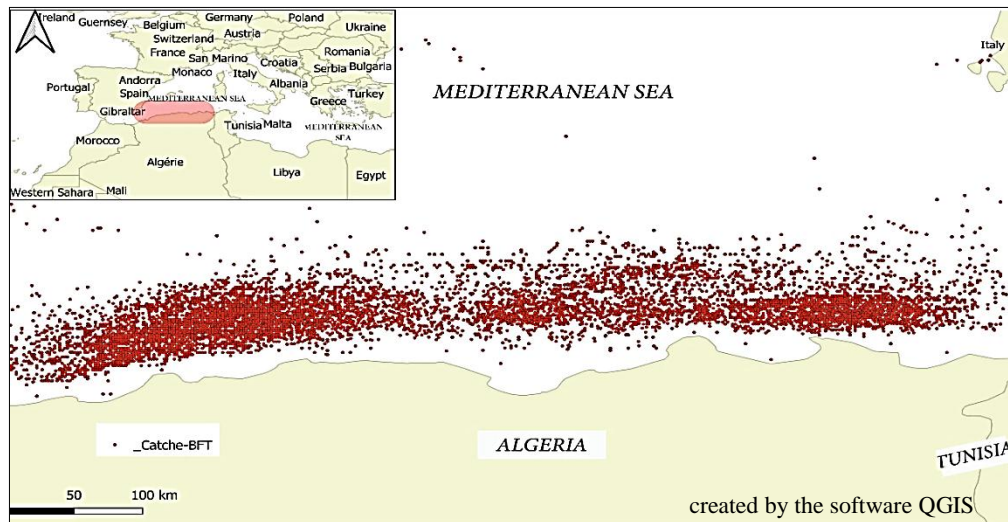 Ireland
Guernsey
Germany
Poland
Belgium
Ukraine
Switzerland
Austria
France
Romania
San Marino
Croatia
Monaco
Serbia
Bulgaria
Andorra
Italy
Portugal
Spain
Albania
MEDITERRANEAN SEA
Turkey
Greece
Gibraltar
Tunisia
Malta
MEDITERRANEAN
SEA
Morocco
Algérie
Libya
Egypt
Western Sahara
Mali
Italy
MEDITERRANEAN SEA
_Catche-BFT
ALGERIA
TUNISIA
50
100 km
created by the software QGIS